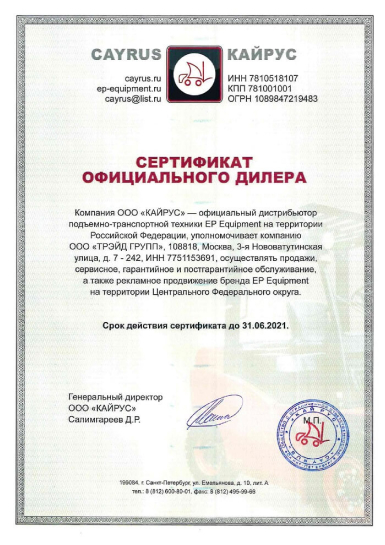 CAYRUS КАЙРУС
cayrus.ru
ep-equipment.ru
cayrus@list.ru
ИНН 7810518107
КПП 781001001
ОГРН 1089847219483
СЕРТИФИКАТ
ОФИЦИАЛЬНОГО ДИЛЕРА
Компания ООО «КАЙРУС» — официальный дистрибьютор
подъемно-транспортной техники EP Equipment на территории
Российской Федерации, уполномочивает компанию
ООО «ТРЭЙД ГРУПП», 108818, Москва, 3-я Нововатутинская
улица, д. 7 - 242, ИНН 7751153691, осуществлять продажи,
сервисное, гарантийное и постгарантийное обслуживание,
а также рекламное продвижение бренда EP Equipment
на территории Центрального Федерального округа.
Срок действия сертификата до 31.06.2021.
Генеральный директор
ООО «КАЙРУС»
Салимгареев Д.Р.
М.П.
КАЙРУС
г. Санкт-Петербург, ул. Емельянова, д. 10, лит. А
тел.: 8 (812) 600-80-01, факс: 8 (812) 495-99-66